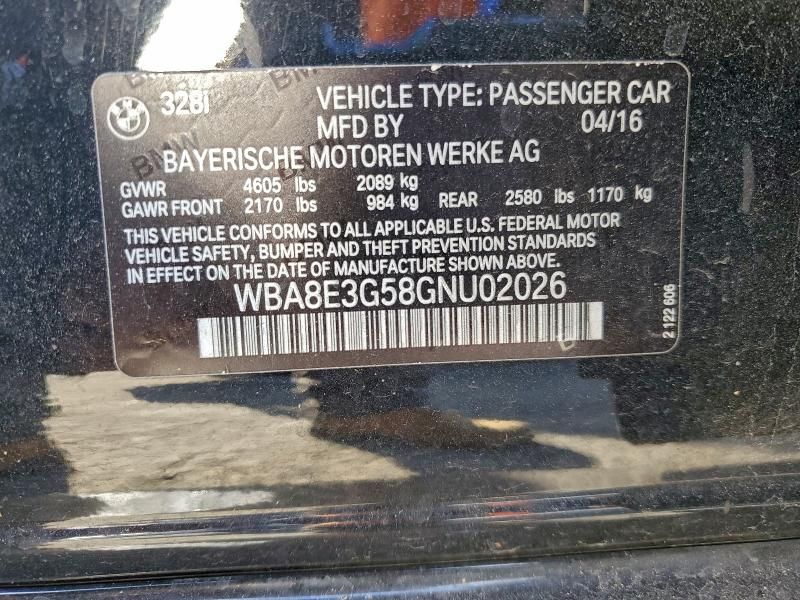 328i VEHICLE TYPE: PASSENGER CAR
MFD BY 04/16
BAYERISCHE MOTOREN WERKE AG
GVWR 4605 lbs 2089 kg
GAWR FRONT 2170 lbs 984 kg REAR 2580 lbs 1170 kg
THIS VEHICLE CONFORMS TO ALL APPLICABLE U.S. FEDERAL MOTOR
VEHICLE SAFETY, BUMPER AND THEFT PREVENTION STANDARDS
IN EFFECT ON THE DATE OF MANUFACTURE SHOWN ABOVE.
WBA8E3G58GNU02026
2 122 606